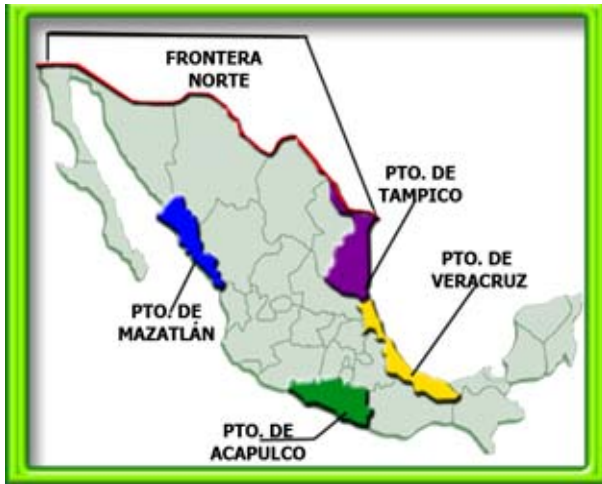 FRONTERA
NORTE
PTO. DE
TAMPICO
PTO. DE
VERACRUZ
PTO. DE
MAZATLÁN
PTO. DE
ACAPULCO